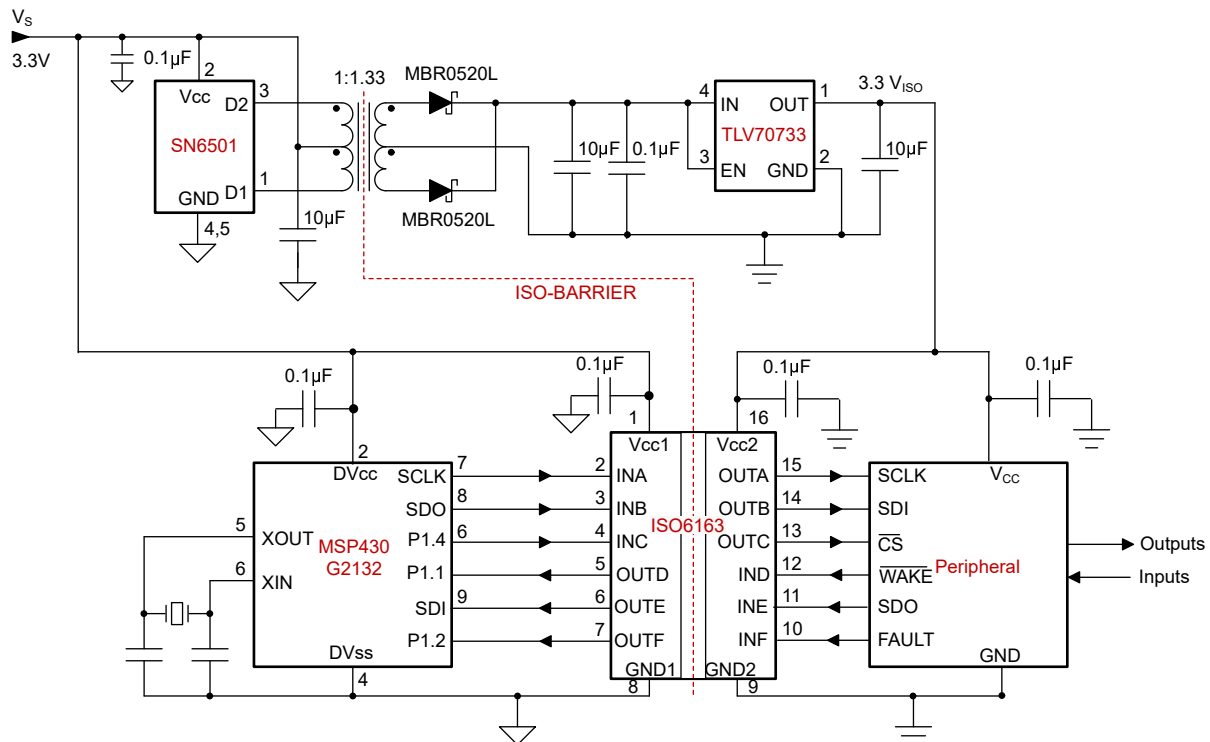 VS
3.3V
0.1µF
2
Vcc
D2
3
SN6501
D1
1
GND
4,5
10µF
1:1.33
MBR0520L
MBR0520L
10µF
0.1µF
4
IN
OUT
1
TLV70733
3
EN
GND
2
3.3 VISO
10µF
ISO-BARRIER
0.1µF
0.1µF
0.1µF
0.1µF
2
DVcc
5
XOUT
6
XIN
MSP430
G2132
SCLK
7
SDO
8
P1.4
6
P1.1
SDI
9
P1.2
DVss
4
1
Vcc1
2
INA
3
INB
4
INC
5
OUTD
6
OUTE
7
OUTF
GND1
8
ISO6163
16
Vcc2
OUTA
15
OUTB
14
OUTC
13
IND
12
INE
11
INF
10
GND2
9
VCC
SCLK
SDI
CS
WAKE
SDO
FAULT
Peripheral
GND
Outputs
Inputs